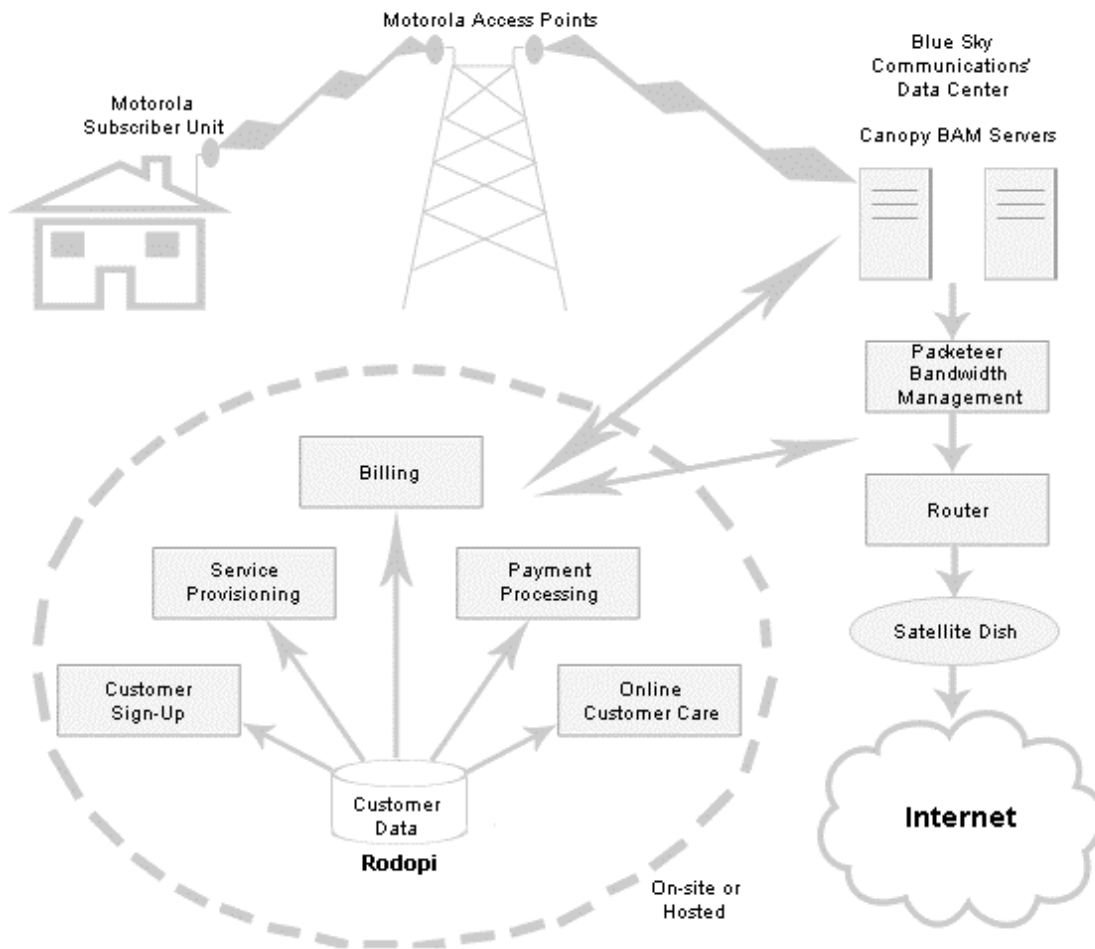 Motorola Access Points
Blue Sky
Communications'
Data Center
Motorola
Subscriber Unit
Canopy BAM Servers
Packeteer
Bandwidth
Management
Billing
Router
Service
Provisioning
Payment
Processing
Satellite Dish
Customer
Sign-Up
Online
Customer Care
Customer
Data
Rodopi
Internet
On-site or
Hosted